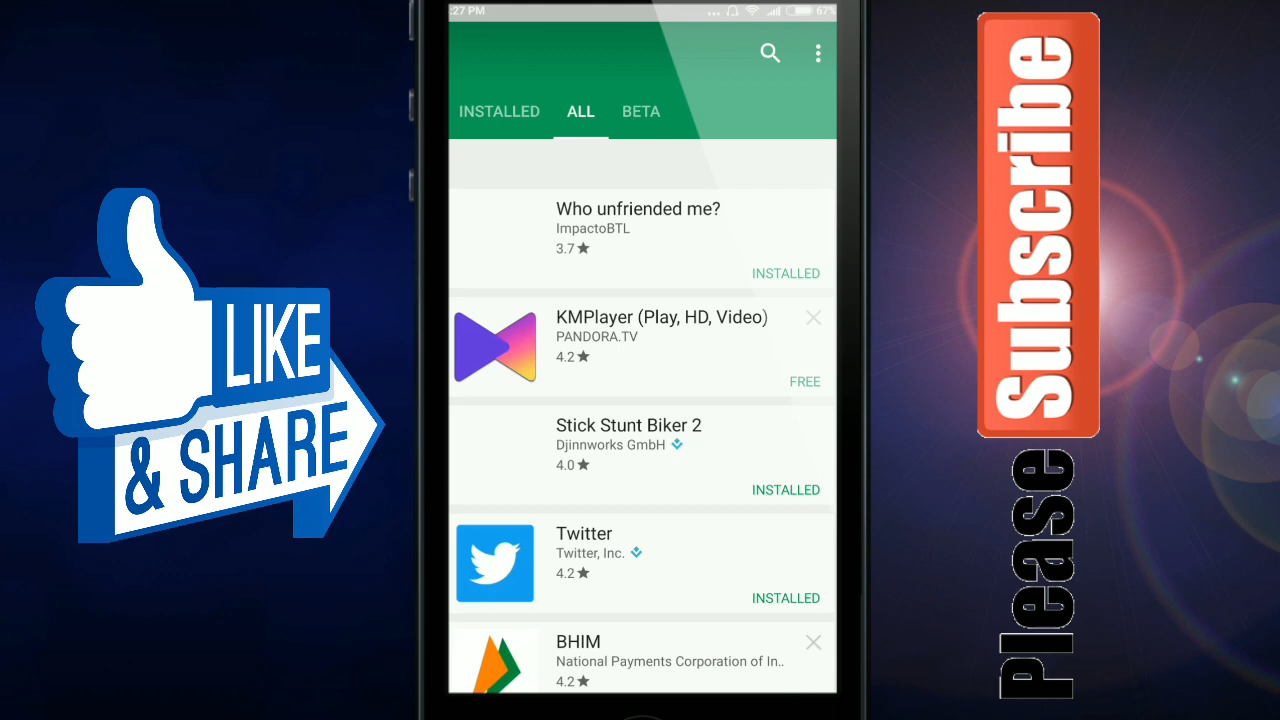 :27 PM
67%
INSTALLED ALL BETA
Who unfriended me?
ImpactoBTL
3.7★
INSTALLED
KMPlayer (Play, HD, Video)
PANDORA.TV
4.2★
FREE
Stick Stunt Biker 2
Djinnworks GmbH
4.0★
INSTALLED
Twitter
Twitter, Inc.
4.2★
INSTALLED
BHIM
National Payments Corporation of In..
4.2★
LIKE
& SHARE
Please Subscribe